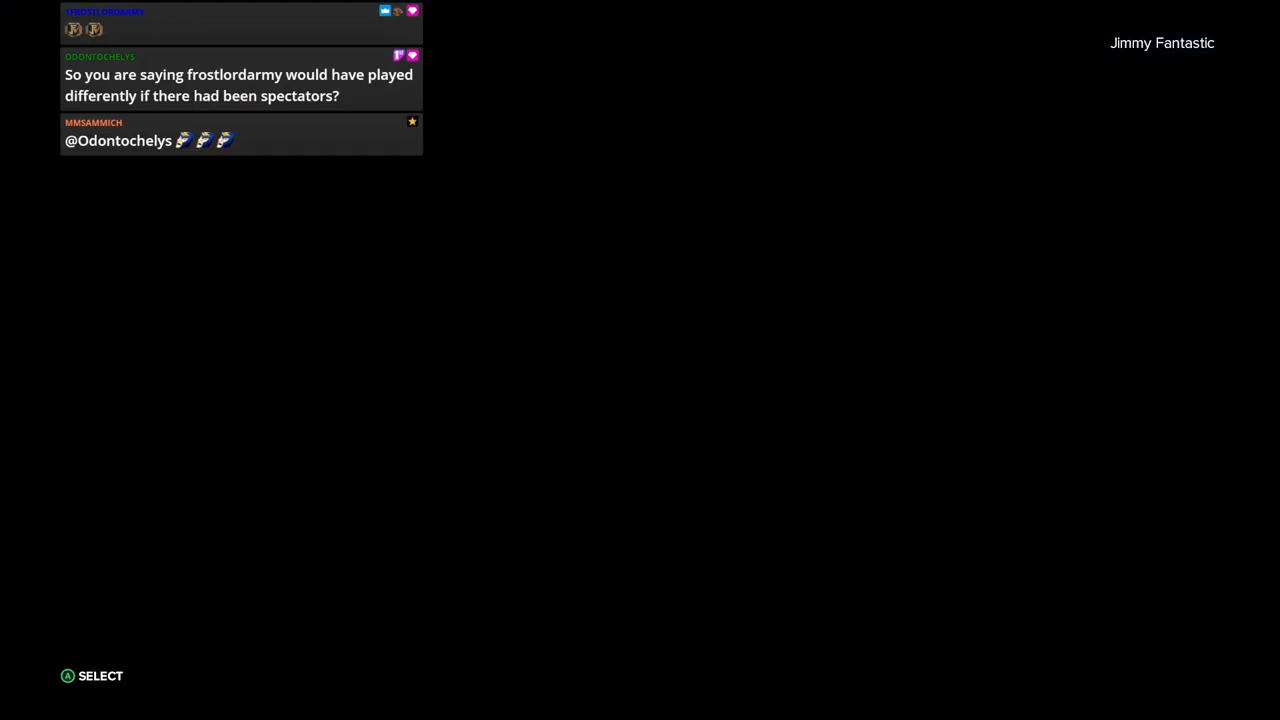 1FROSTLORDARMY
ODONTOCHELYS
So you are saying frostlordarmy would have played
differently if there had been spectators?
MMSAMMICH
@Odontochelys
Jimmy Fantastic
A SELECT